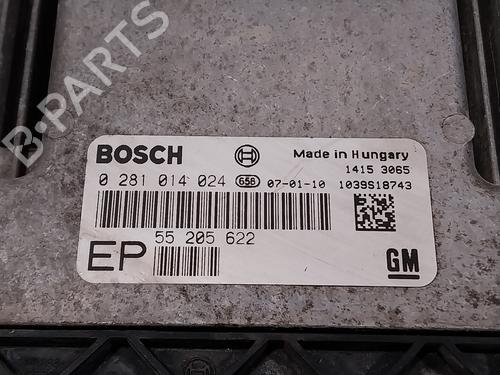 B-PARTS
BOSCH
Made in Hungary
1415 3065
0 281 014 024 658 07-01-10 1039S18743
EP 55 205 622
GM